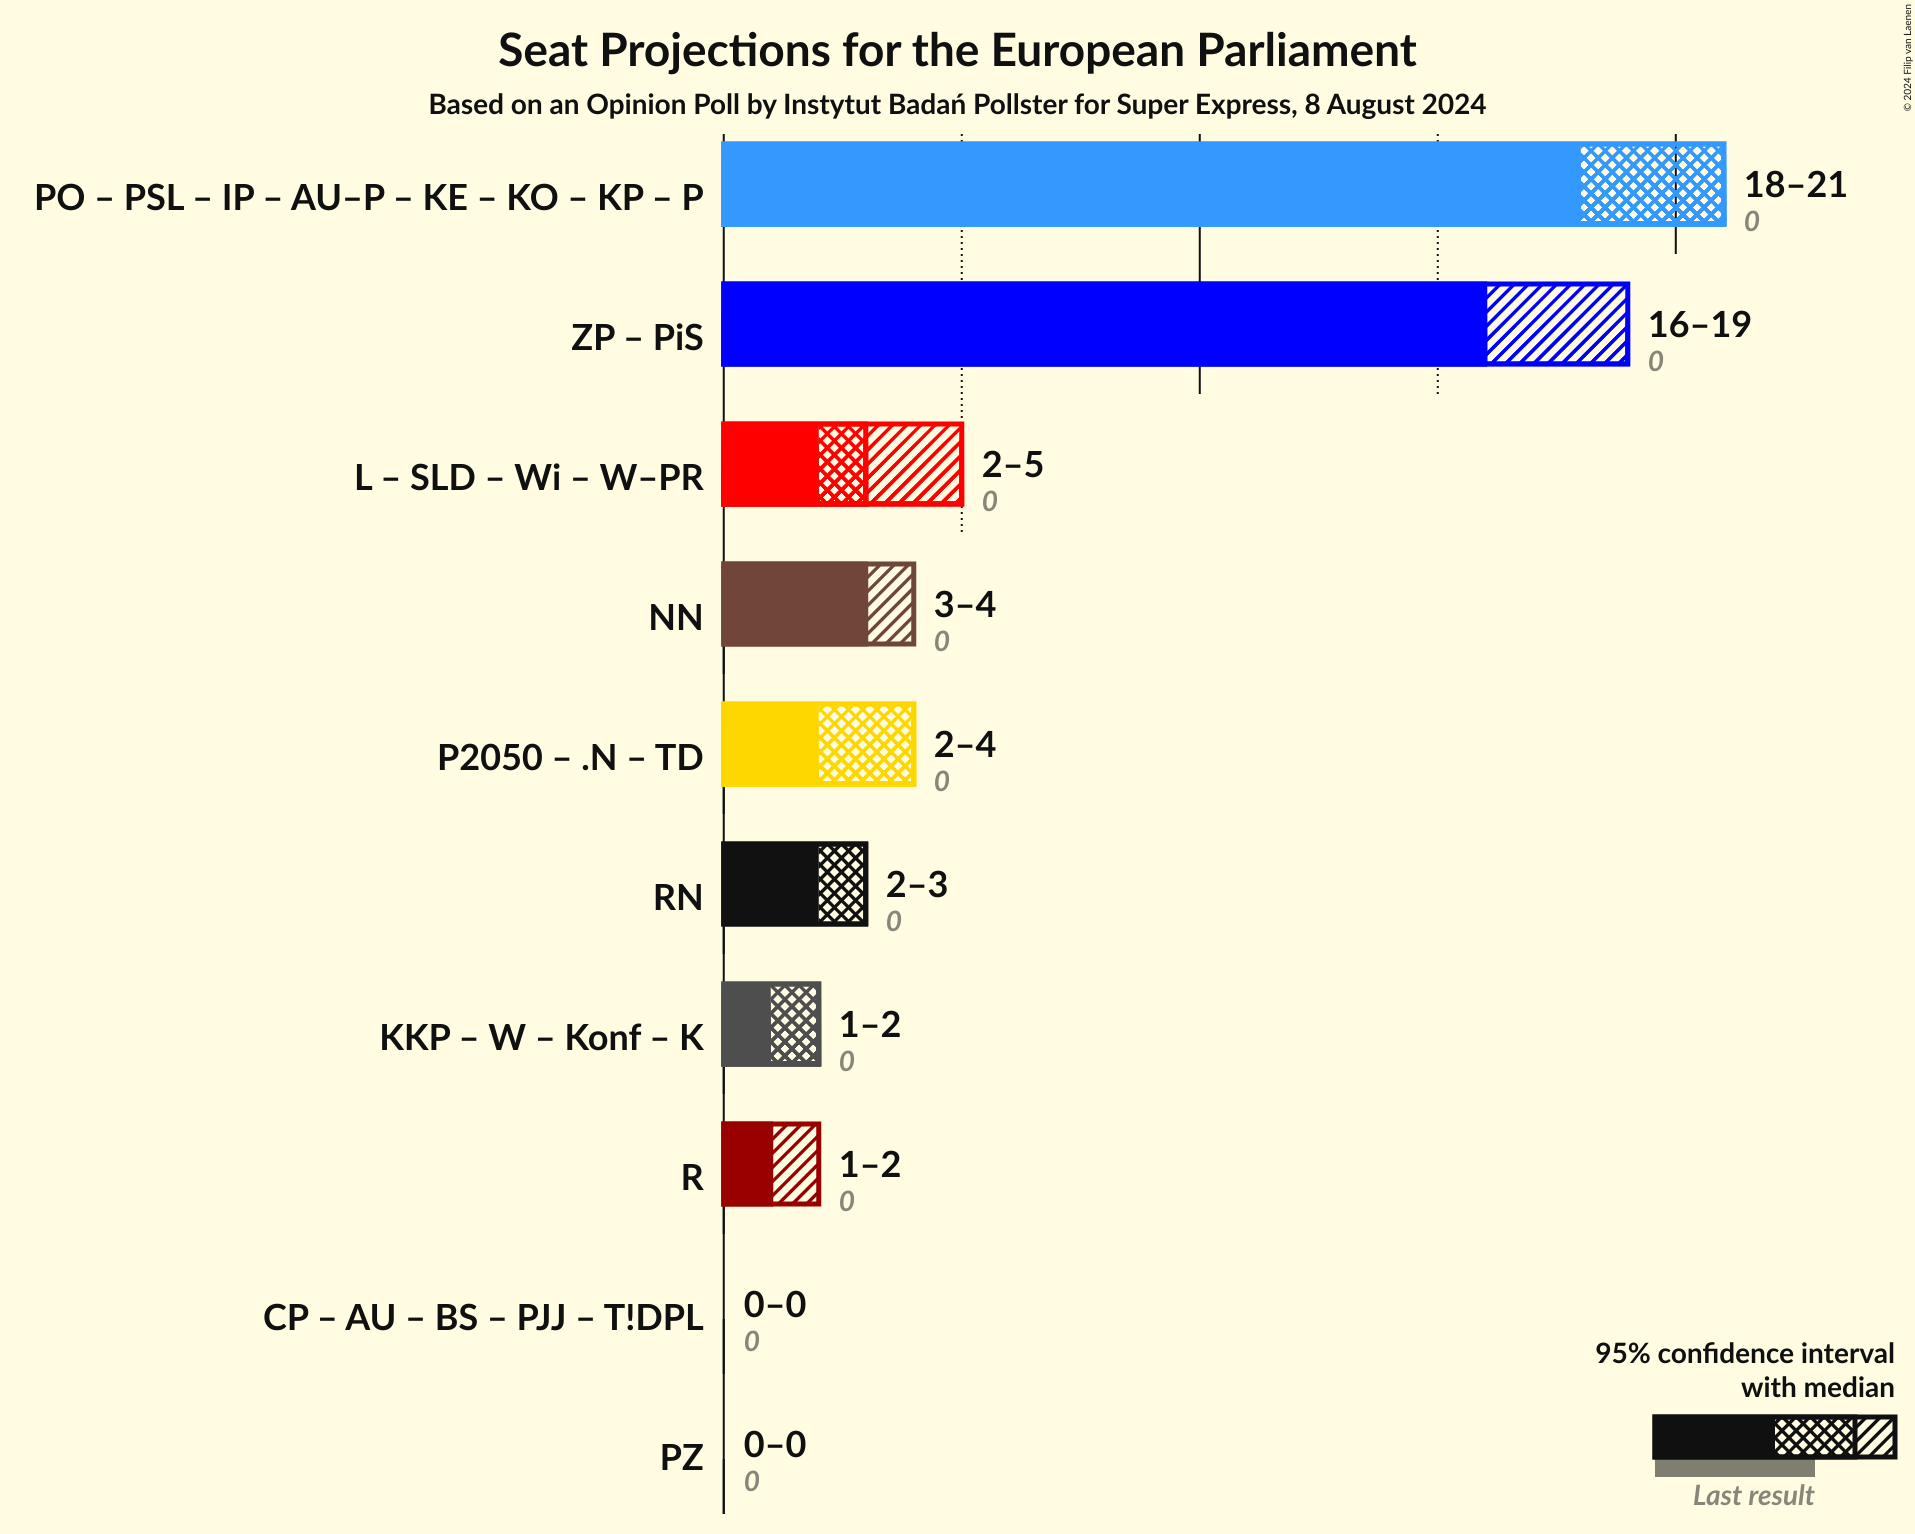 Seat Projections for the European Parliament
Based on an Opinion Poll by Instytut Badań Pollster for Super Express, 8 August 2024
© 2024 Filip van Laenen
PO – PSL – IP – AU–P – KE – KO – KP – P
18–21
0
ZP – PiS
16–19
0
L – SLD – Wi – W–PR
2–5
0
NN
3–4
0
P2050 – .N – TD
2–4
0
RN
2–3
0
KKP – W – Konf – K
1–2
0
R
1–2
0
CP – AU – BS – PJJ – T!DPL
0–0
0
PZ
0–0
0
95% confidence interval
with median
Last result